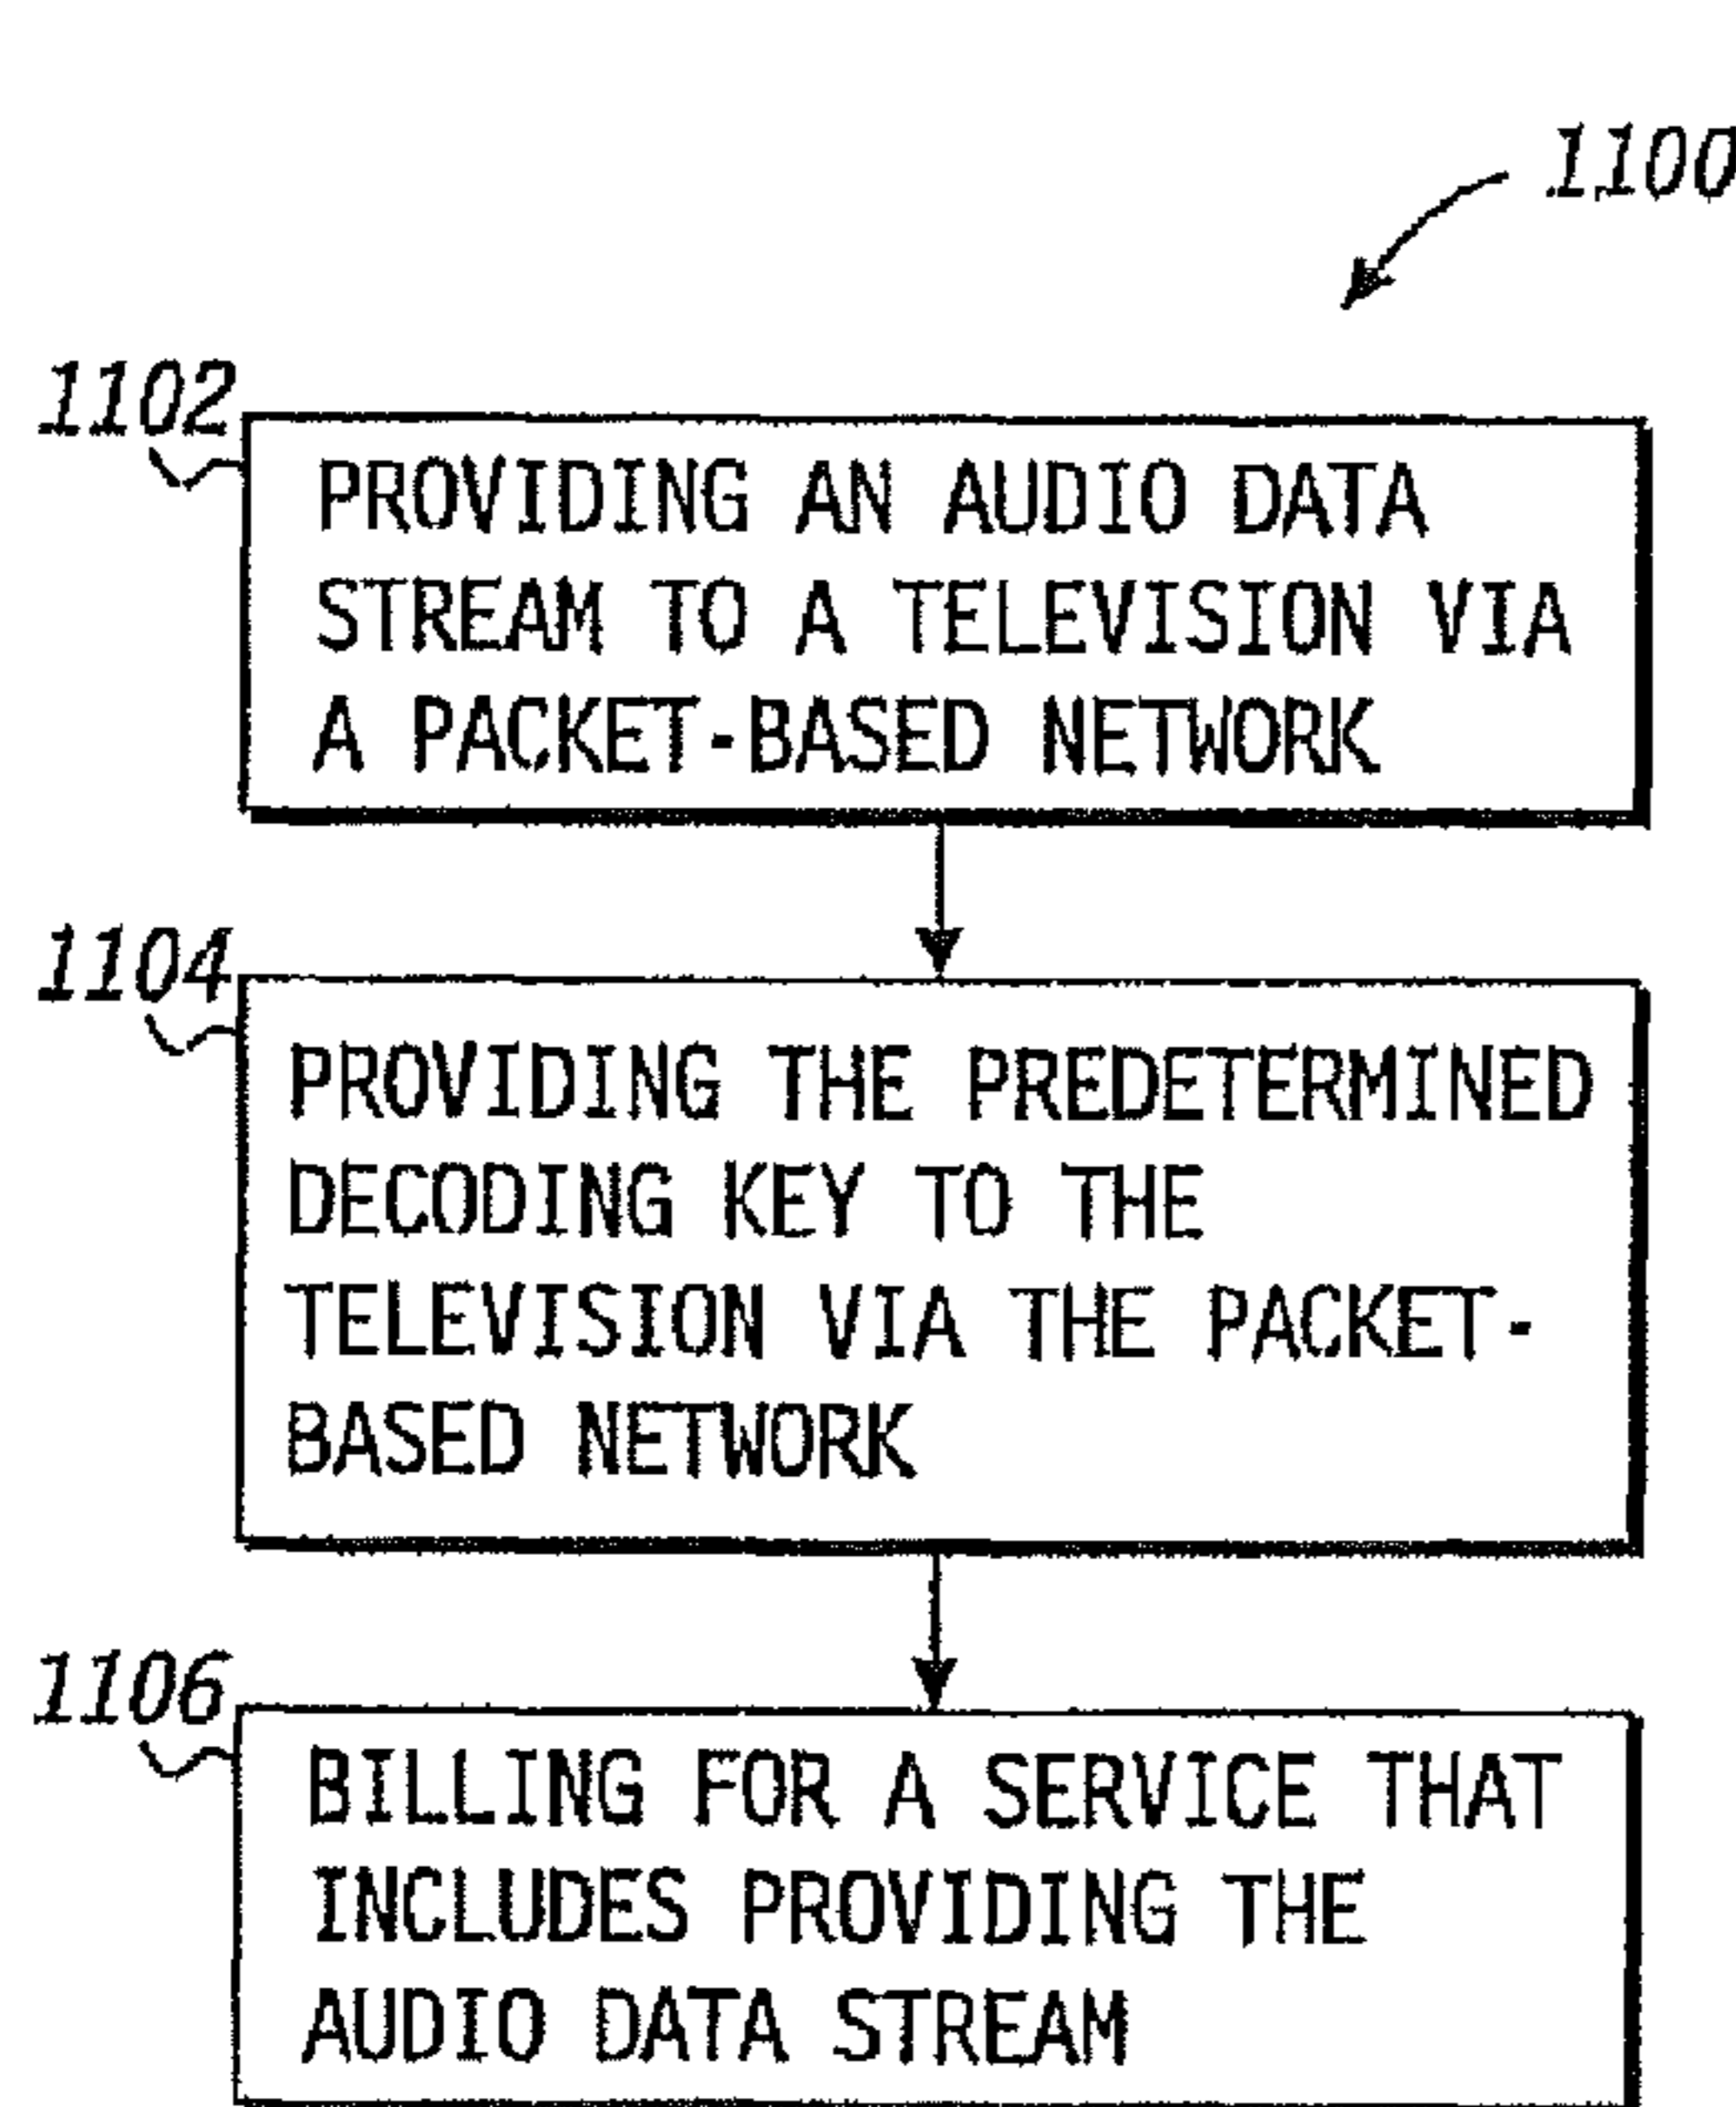 1100
1102
PROVIDING AN AUDIO DATA
STREAM TO A TELEVISION VIA
A PACKET-BASED NETWORK
1104
PROVIDING THE PREDETERMINED
DECODING KEY TO THE
TELEVISION VIA THE PACKET-
BASED NETWORK
1106
BILLING FOR A SERVICE THAT
INCLUDES PROVIDING THE
AUDIO DATA STREAM